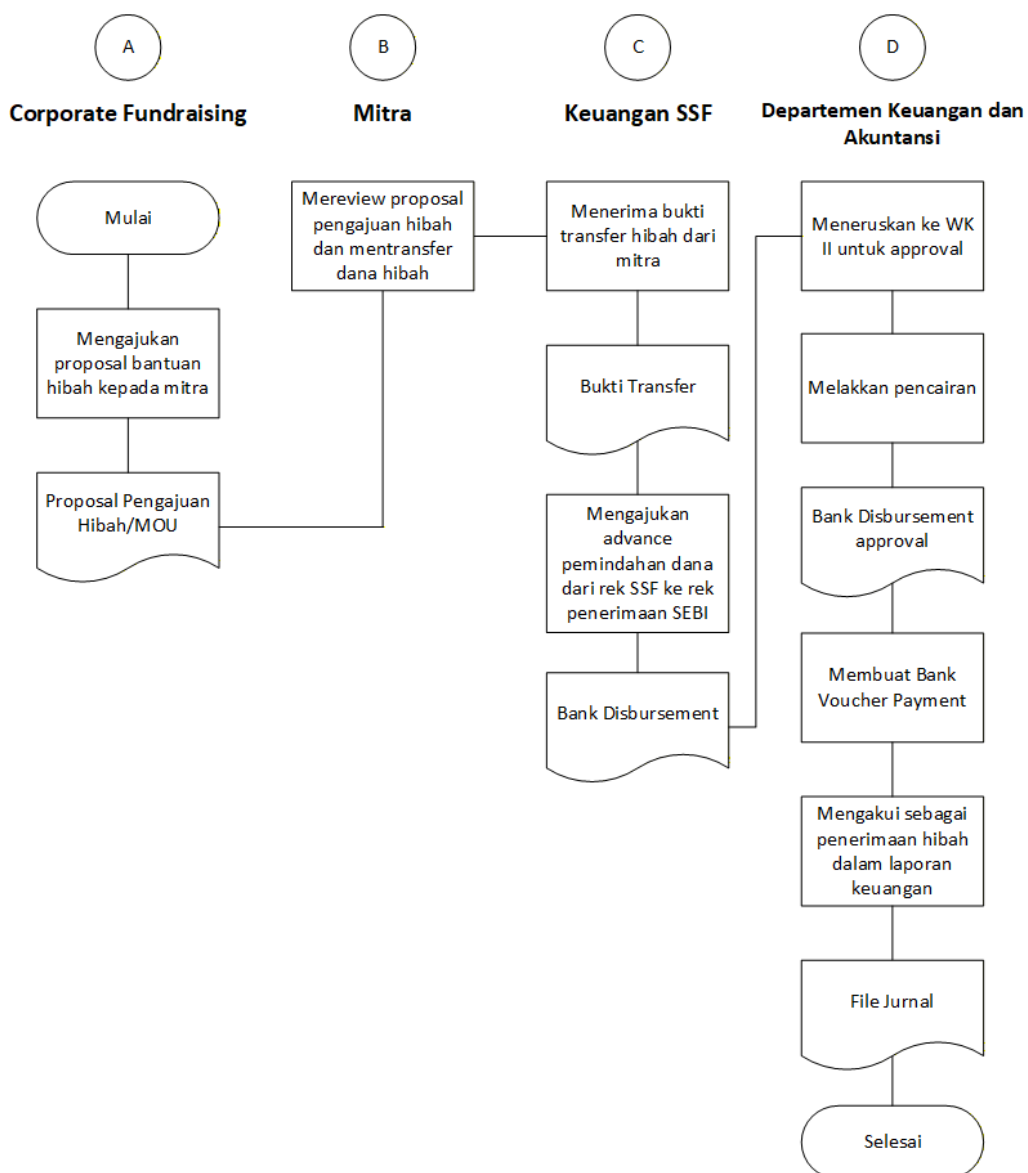 A
B
C
D
Corporate Fundraising
Mitra
Keuangan SSF
Departemen Keuangan dan
Akuntansi
Mulai
Mengajukan
proposal bantuan
hibah kepada mitra
Proposal Pengajuan
Hibah/MOU
Mereview proposal
pengajuan hibah
dan mentransfer
dana hibah
Menerima bukti
transfer hibah dari
mitra
Bukti Transfer
Mengajukan
advance
pemindahan dana
dari rek SSF ke rek
penerimaan SEBI
Bank Disbursement
Meneruskan ke WK
II untuk approval
Melakkan pencairan
Bank Disbursement
approval
Membuat Bank
Voucher Payment
Mengakui sebagai
penerimaan hibah
dalam laporan
keuangan
File Jurnal
Selesai